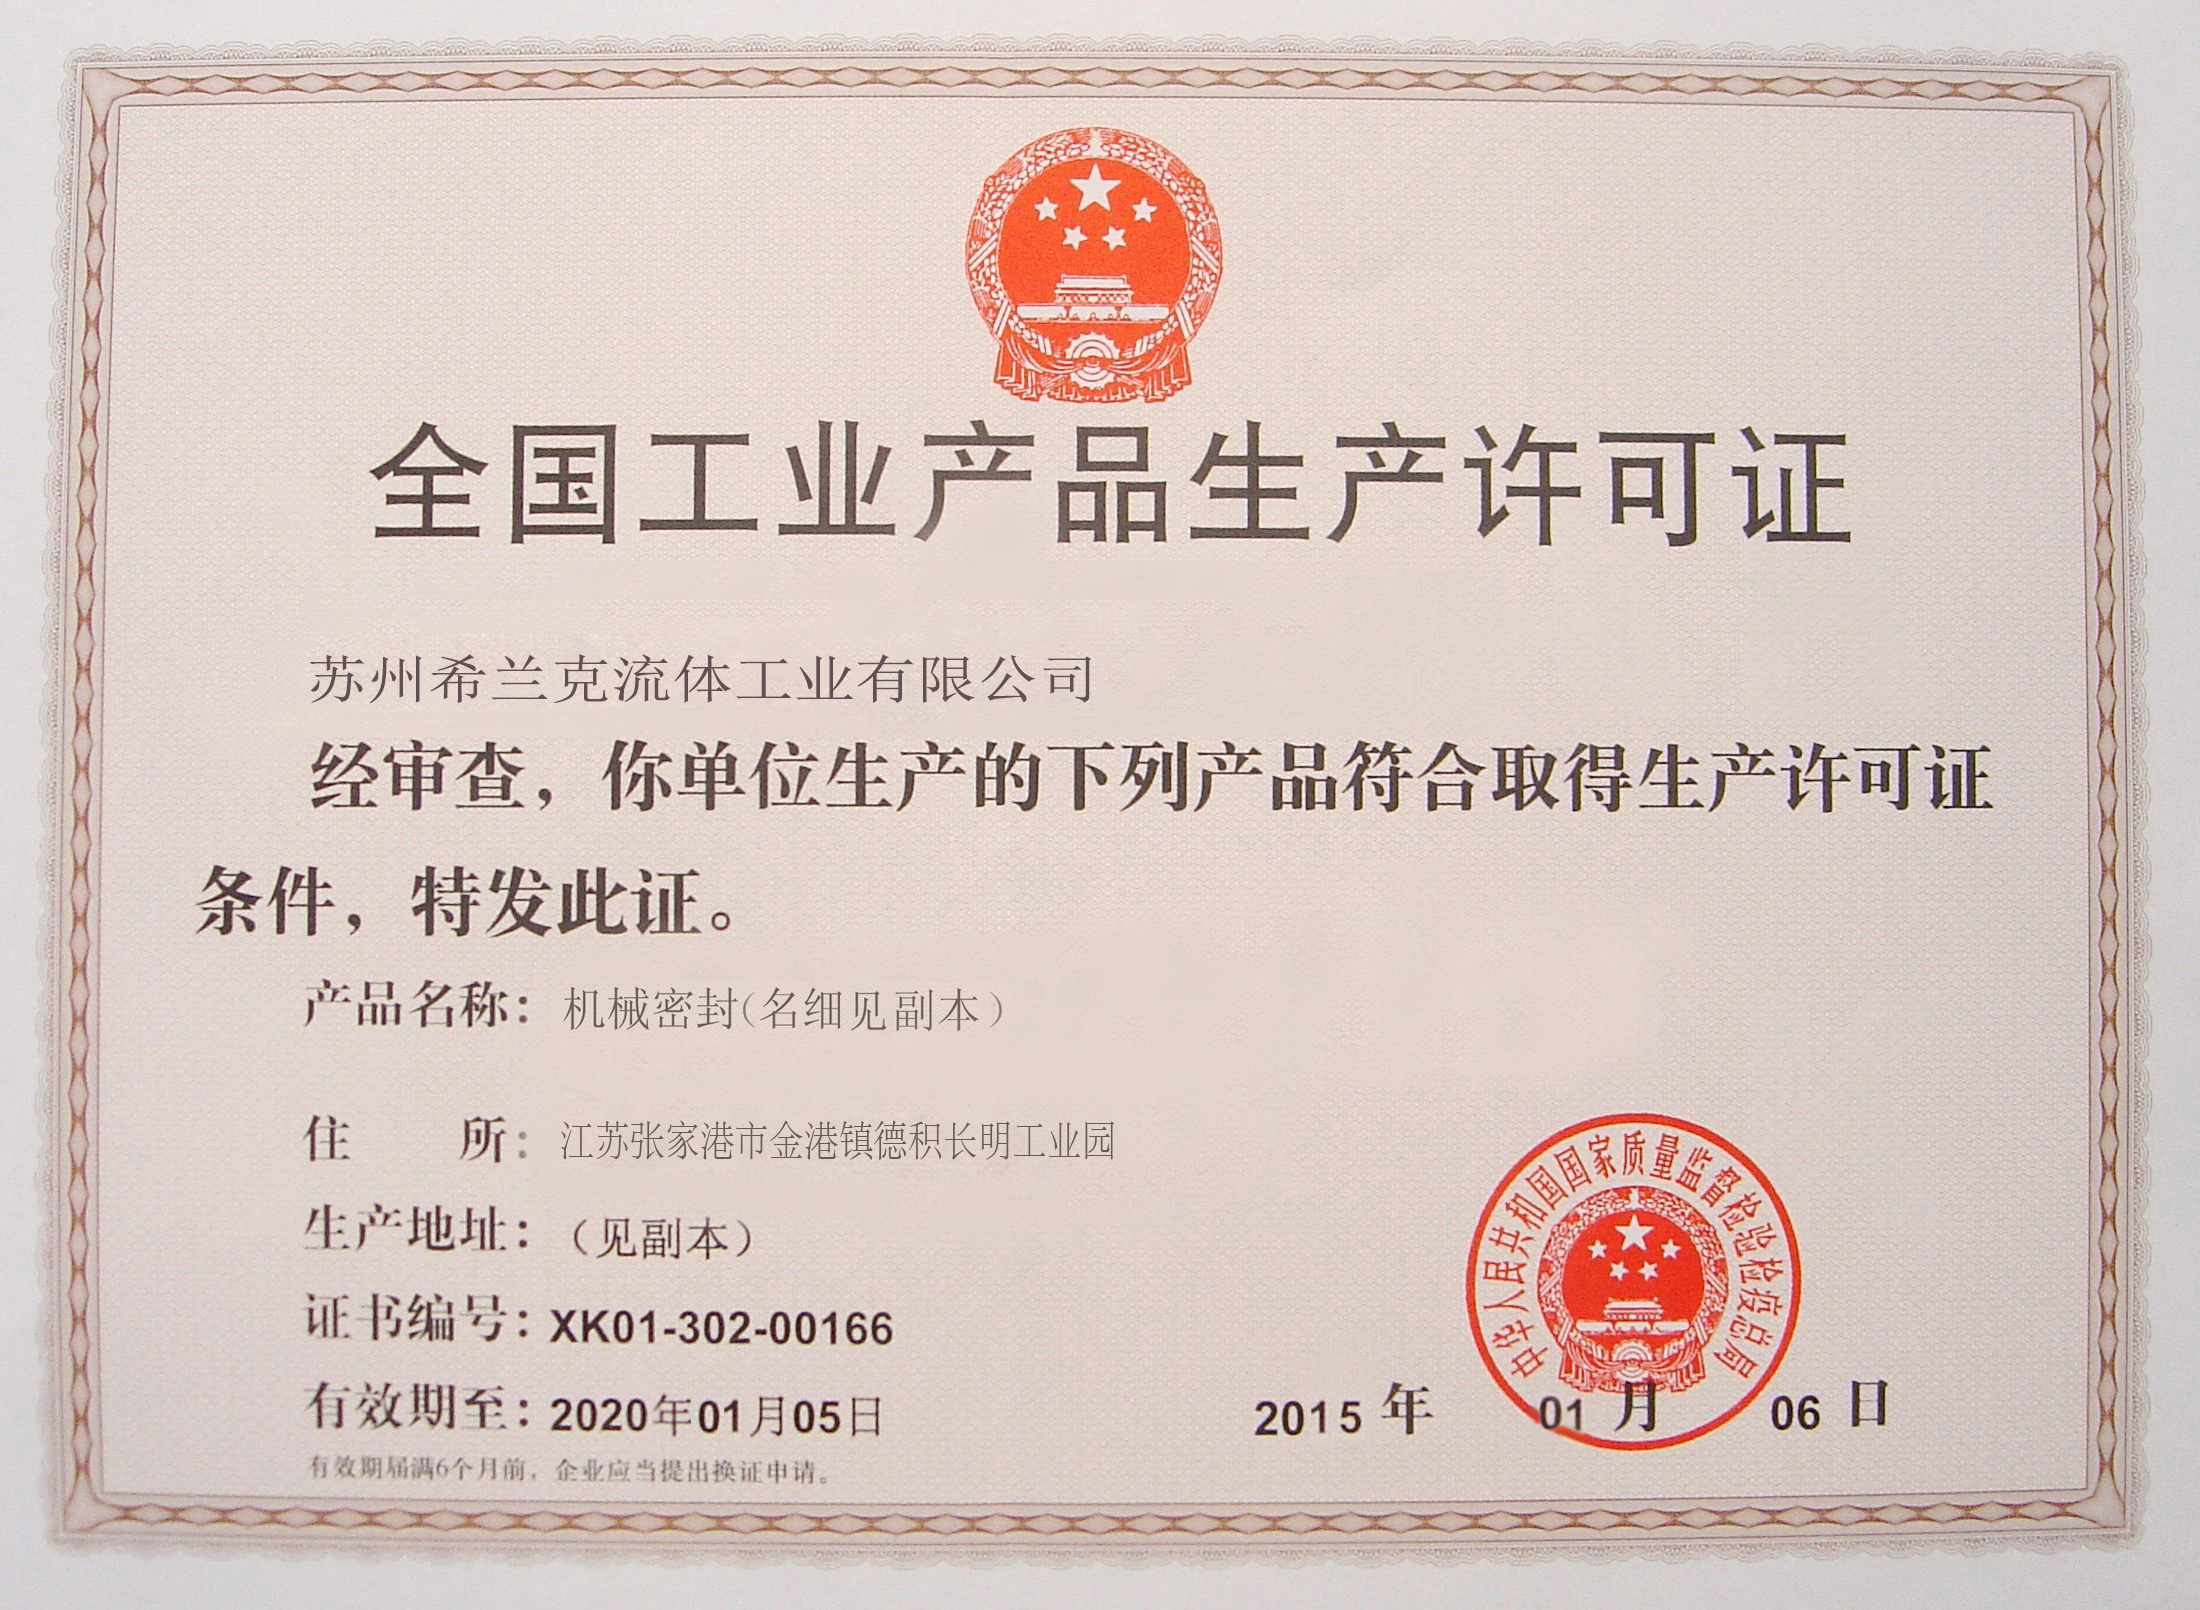 全国工业产品生产许可证
苏州希兰克流体工业有限公司
经审查，你单位生产的下列产品符合取得生产许可证
条件，特发此证。
产品名称：机械密封(名细见副本）
住 所：江苏张家港市金港镇德积长明工业园
生产地址：（见副本）
证书编号：XK01-302-00166
有效期至：2020年01月05日
有效期届满6个月前，企业应当提出换证申请。
中华人民共和国国家质量监督检验检疫总局
2015 年 01 月 06 日